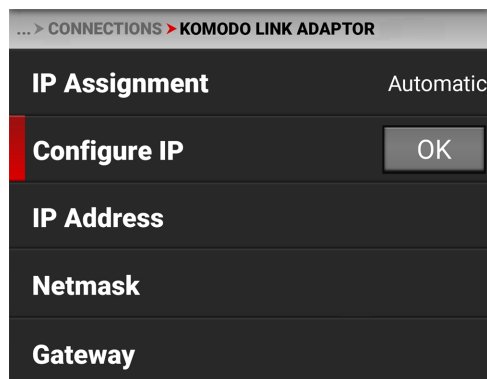 ... > CONNECTIONS > KOMODO LINK ADAPTOR
IP Assignment Automatic
Configure IP OK
IP Address
Netmask
Gateway